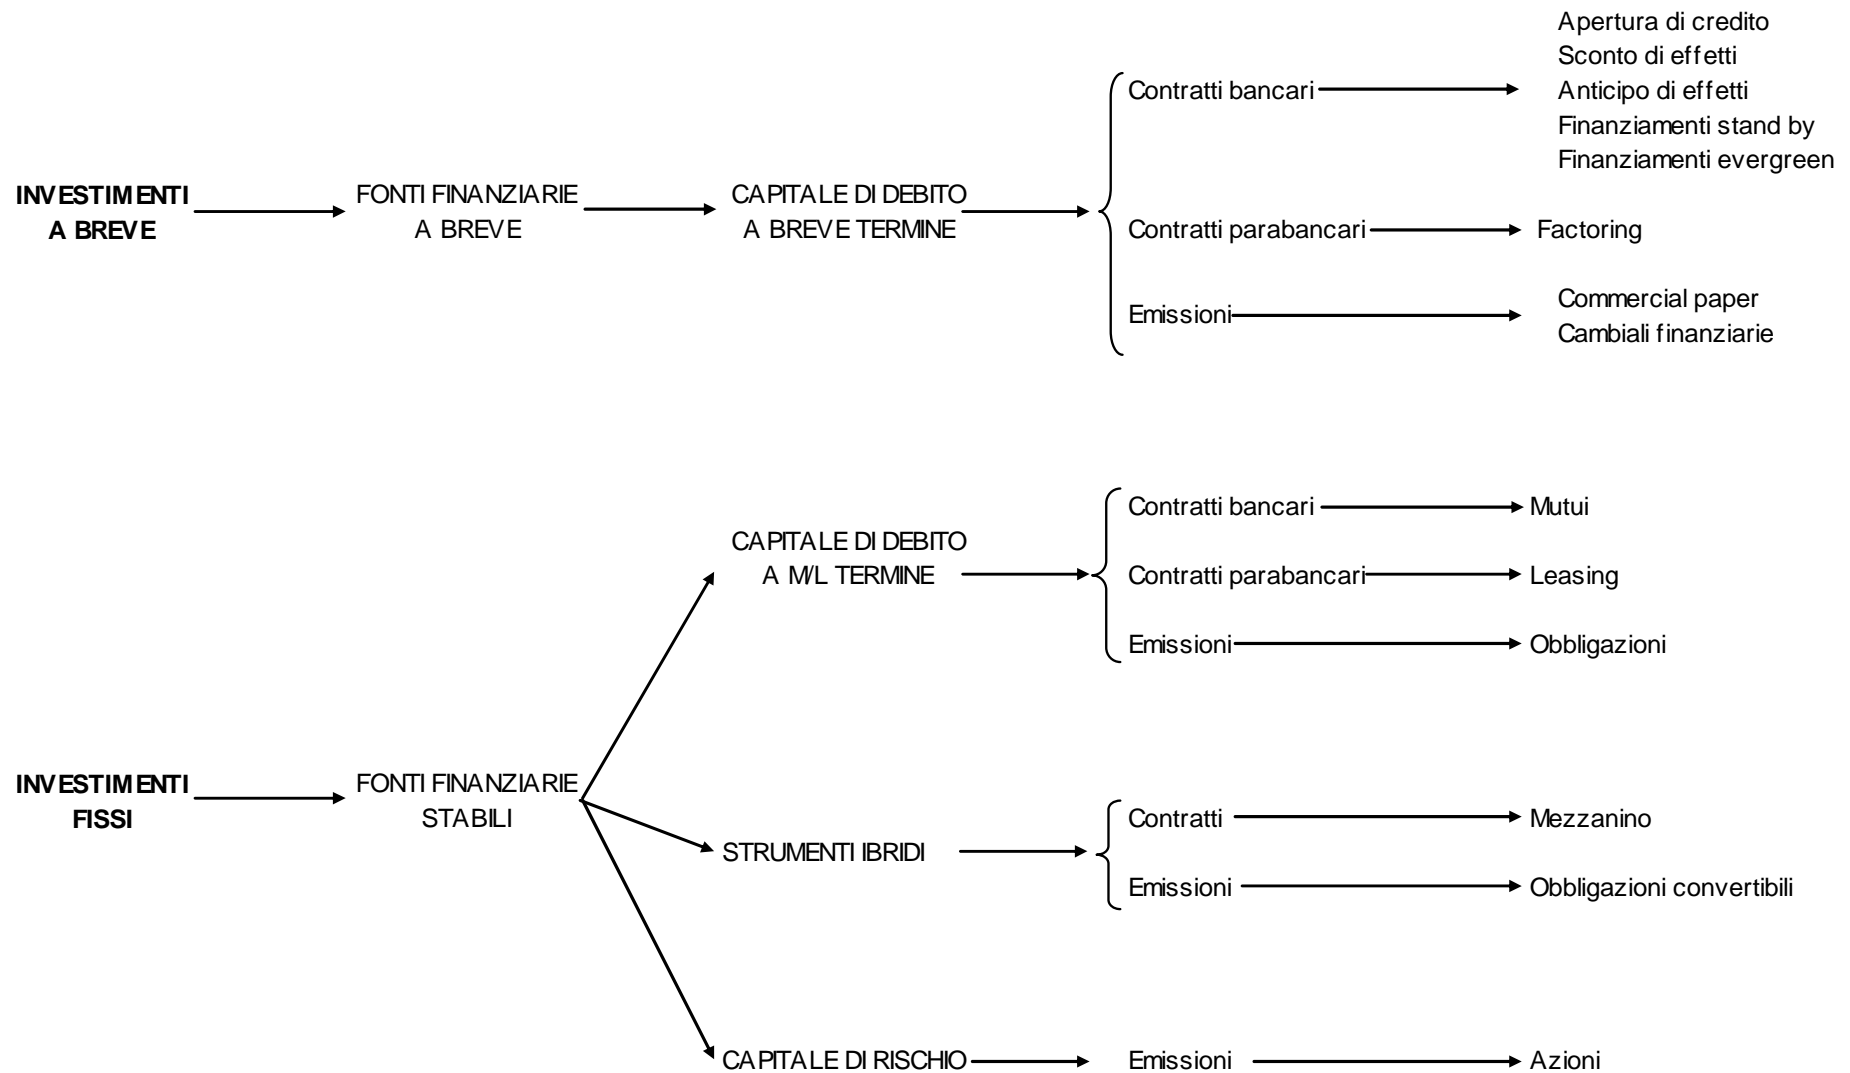 Apertura di credito
Sconto di effetti
Contratti bancari
Anticipo di effetti
Finanziamenti stand by
Finanziamenti evergreen
INVESTIMENTI
A BREVE
FONTI FINANZIARIE
A BREVE
CAPITALE DI DEBITO
A BREVE TERMINE
Contratti parabancari
Factoring
Emissioni
Commercial paper
Cambiali finanziarie
CAPITALE DI DEBITO
A M/L TERMINE
Contratti bancari
Mutui
Contratti parabancari
Leasing
Emissioni
Obbligazioni
INVESTIMENTI
FISSI
FONTI FINANZIARIE
STABILI
STRUMENTI IBRIDI
Contratti
Mezzanino
Emissioni
Obbligazioni convertibili
CAPITALE DI RISCHIO
Emissioni
Azioni